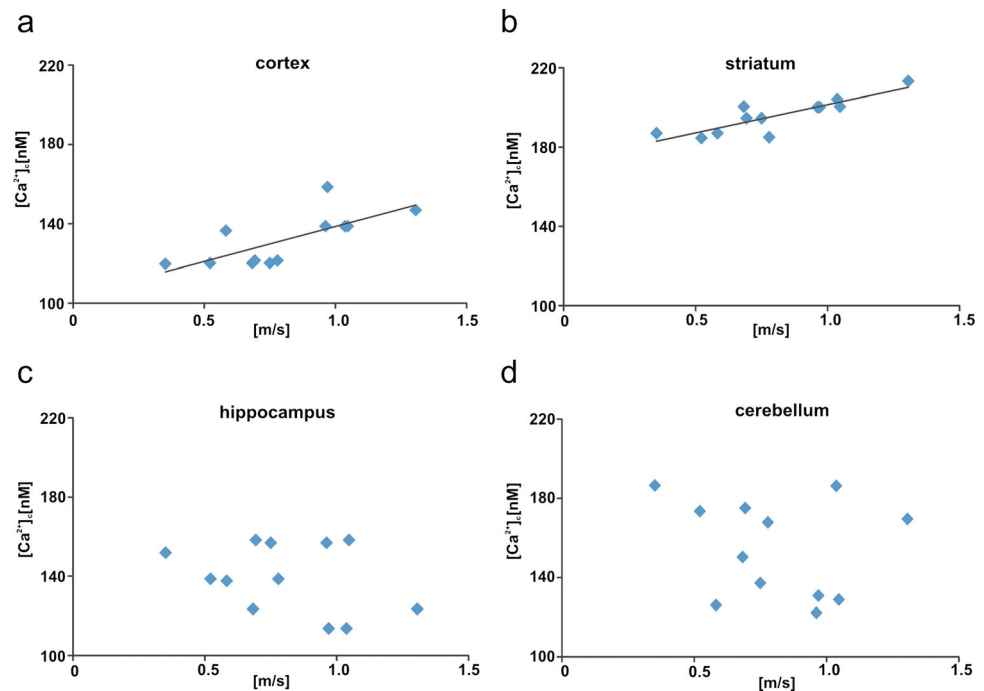 a
cortex
220
180
140
100
0
0.5
1.0
1.5
[Ca²⁺]c[nM]
[m/s]
b
striatum
220
180
140
100
0
0.5
1.0
1.5
[Ca²⁺]c[nM]
[m/s]
c
hippocampus
220
180
140
100
0
0.5
1.0
1.5
[Ca²⁺]c[nM]
[m/s]
d
cerebellum
220
180
140
100
0
0.5
1.0
1.5
[Ca²⁺]c[nM]
[m/s]